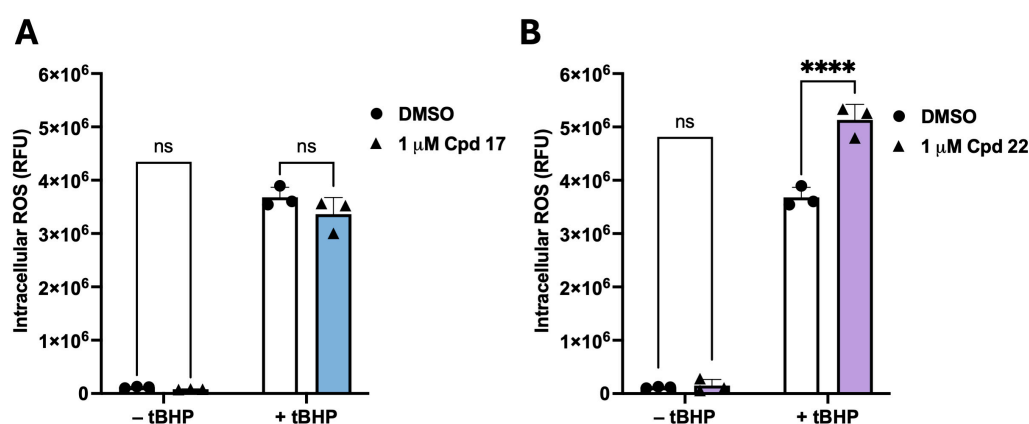 A
Intracellular ROS (RFU)
6×10⁶
5×10⁶
4×10⁶
3×10⁶
2×10⁶
1×10⁶
0
ns
ns
– tBHP
+ tBHP
DMSO
1 μM Cpd 17
B
Intracellular ROS (RFU)
6×10⁶
5×10⁶
4×10⁶
3×10⁶
2×10⁶
1×10⁶
0
ns
****
– tBHP
+ tBHP
DMSO
1 μM Cpd 22